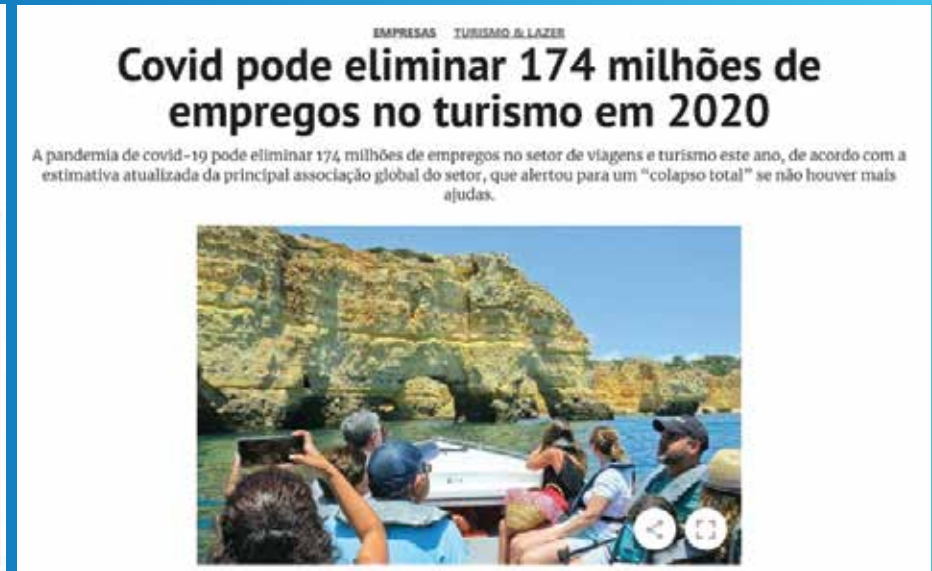 EMPRESAS TURISMO & LAZER
Covid pode eliminar 174 milhões de
empregos no turismo em 2020
A pandemia de covid-19 pode eliminar 174 milhões de empregos no setor de viagens e turismo este ano, de acordo com a
estimativa atualizada da principal associação global do setor, que alertou para um “colapso total” se não houver mais
ajudas.